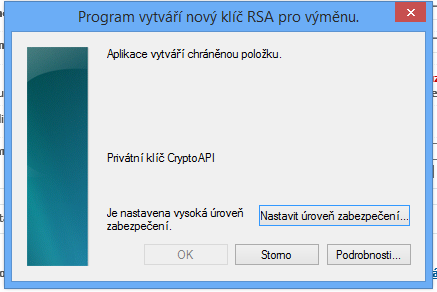 Program vytváří nový klíč RSA pro výměnu.
Aplikace vytváří chráněnou položku.
Privátní klíč CryptoAPI
Je nastavena vysoká úroveň
zabezpečení.
Nastavit úroveň zabezpečení...
OK
Storno
Podrobnosti...